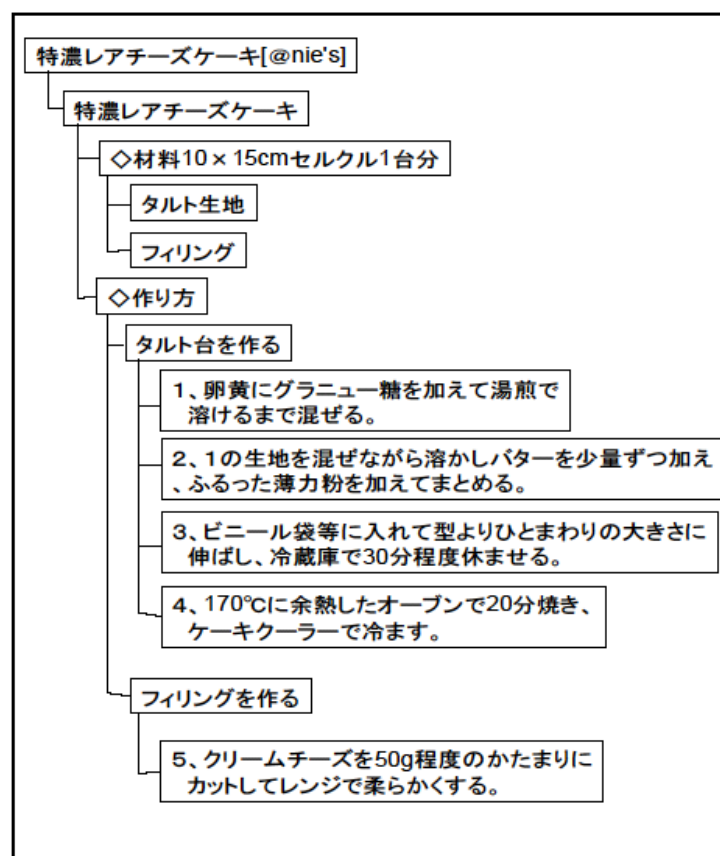 特濃レアチーズケーキ[@nie's]
特濃レアチーズケーキ
◇材料10×15cmセルクル1台分
タルト生地
フィリング
◇作り方
タルト台を作る
1、卵黄にグラニュー糖を加えて湯煎で
溶けるまで混ぜる。
2、1の生地を混ぜながら溶かしバターを少量ずつ加え
、ふるった薄力粉を加えてまとめる。
3、ビニール袋等に入れて型よりひとまわりの大きさに
伸ばし、冷蔵庫で30分程度休ませる。
4、170℃に余熱したオーブンで20分焼き、
ケーキクーラーで冷ます。
フィリングを作る
5、クリームチーズを50g程度のかたまりに
カットしてレンジで柔らかくする。